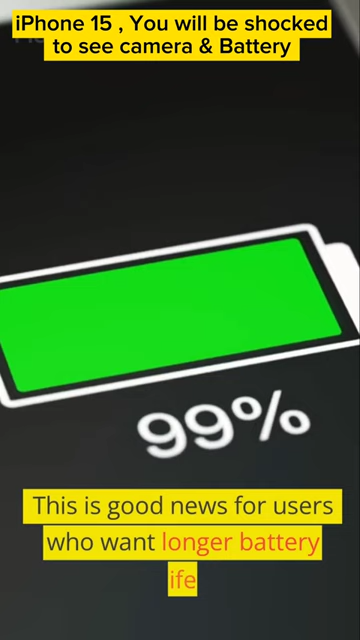 iPhone 15 , You will be shocked
to see camera & Battery
99%
This is good news for users
who want longer battery
ife